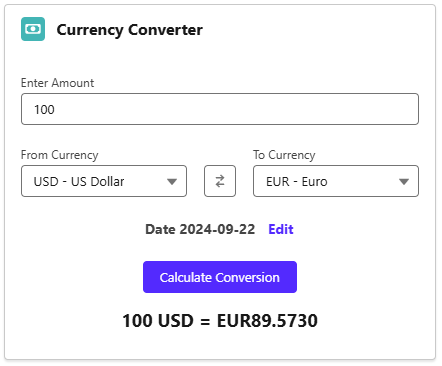 Currency Converter
Enter Amount
100
From Currency To Currency
USD - US Dollar EUR - Euro
Date 2024-09-22 Edit
Calculate Conversion
100 USD = EUR89.5730